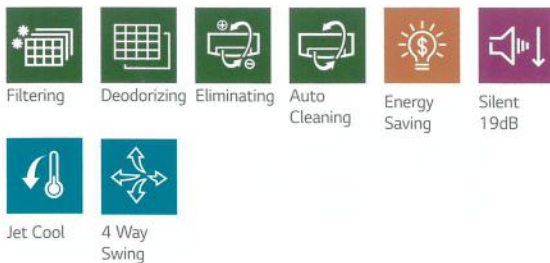 Filtering
Deodorizing
Eliminating
Auto
Cleaning
Energy
Saving
Silent
19dB
Jet Cool
4 Way
Swing